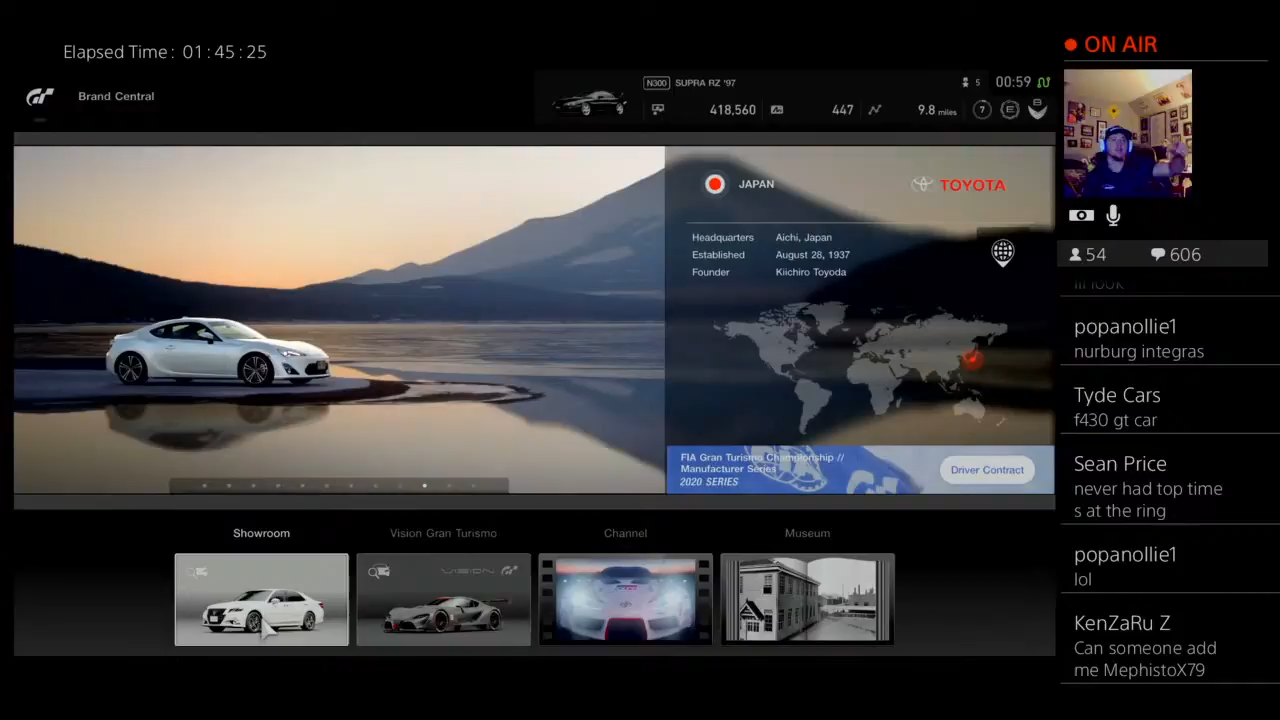 Elapsed Time: 01:45:25
ON AIR
Brand Central
N300 SUPRA RZ '97
5 00:59
418,560 447 9.8 miles 7 E B
JAPAN
TOYOTA
Headquarters Aichi, Japan
Established August 28, 1937
Founder Kiichiro Toyoda
FIA Gran Turismo Championship //
Manufacturer Series
2020 SERIES
Driver Contract
Showroom
Vision Gran Turismo
Channel
Museum
VISION GT
54 606
popanollie1
nurburg integras
Tyde Cars
f430 gt car
Sean Price
never had top time
s at the ring
popanollie1
lol
KenZaRu Z
Can someone add
me MephistoX79